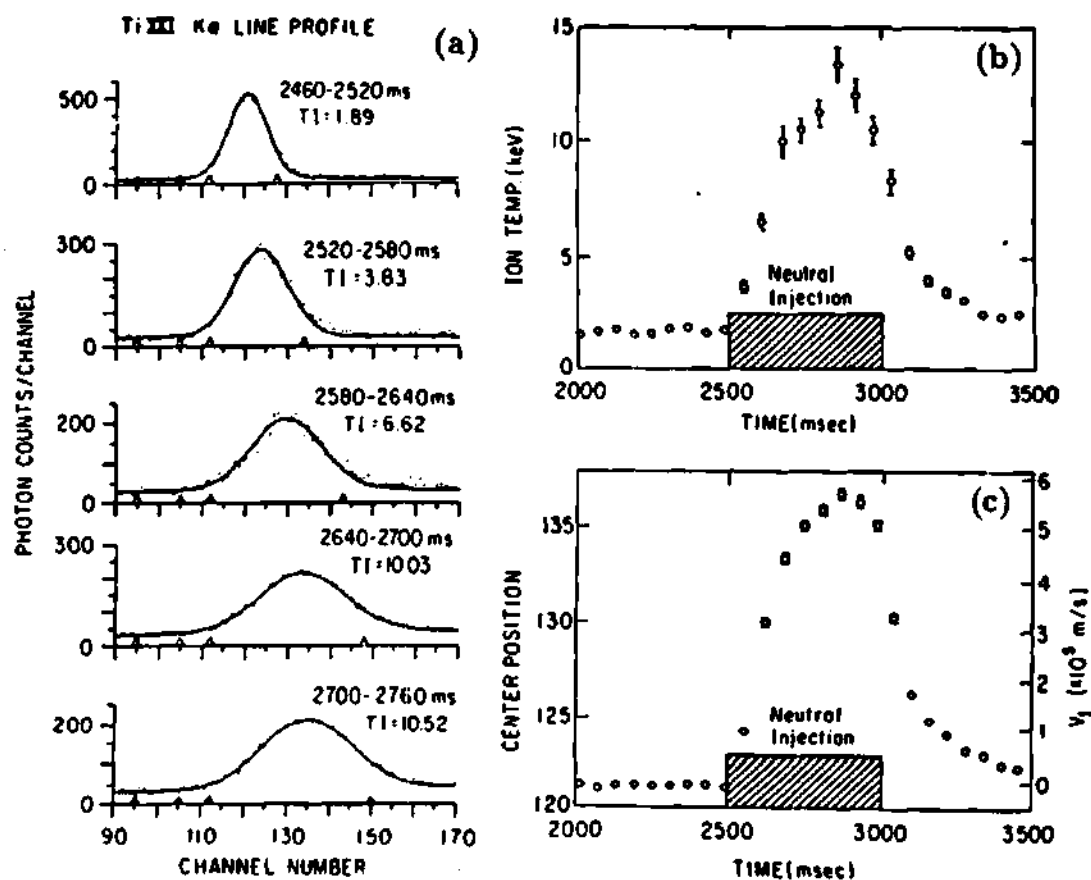 Ti XXI Kα LINE PROFILE
(a)
2460-2520 ms
TI=1.89
500
0
2520-2580 ms
TI=3.83
300
0
2580-2640 ms
TI=6.62
200
0
2640-2700 ms
TI=10.03
300
0
2700-2760 ms
TI=10.52
200
0
90 110 130 150 170
CHANNEL NUMBER
PHOTON COUNTS/CHANNEL
(b)
15
10
5
0
ION TEMP.(keV)
Neutral
Injection
2000 2500 3000 3500
TIME(msec)
(c)
135
130
125
120
CENTER POSITION
Neutral
Injection
6
5
4
3
2
1
0
2000 2500 3000 3500
TIME(msec)